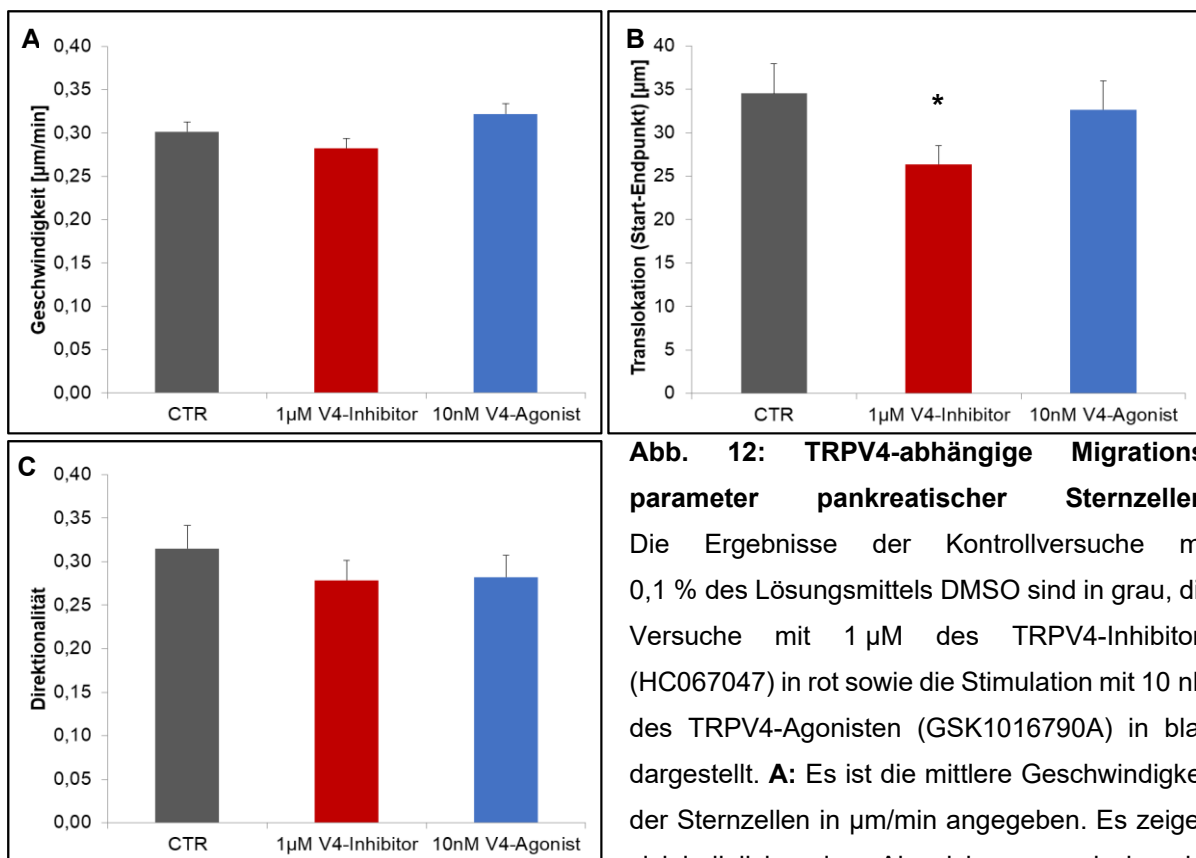 A
0,40
0,35
0,30
0,25
0,20
0,15
0,10
0,05
0,00
Geschwindigkeit [µm/min]
CTR
1µM V4-Inhibitor
10nM V4-Agonist
B
40
35
30
25
20
15
10
5
0
Translokation (Start-Endpunkt) [µm]
*
CTR
1µM V4-Inhibitor
10nM V4-Agonist
C
0,40
0,35
0,30
0,25
0,20
0,15
0,10
0,05
0,00
Direktionalität
CTR
1µM V4-Inhibitor
10nM V4-Agonist
Abb. 12: TRPV4-abhängige Migrations
parameter pankreatischer
Die Ergebnisse der Kontrollversuche
0,1 % des Lösungsmittels DMSO sind in grau,
Versuche mit 1 µM des TRPV4-Inhibitor
(HC067047) in rot sowie die Stimulation mit 10
des TRPV4-Agonisten (GSK1016790A) in
dargestellt. A: Es ist die mittlere
der Sternzellen in µm/min angegeben. Es